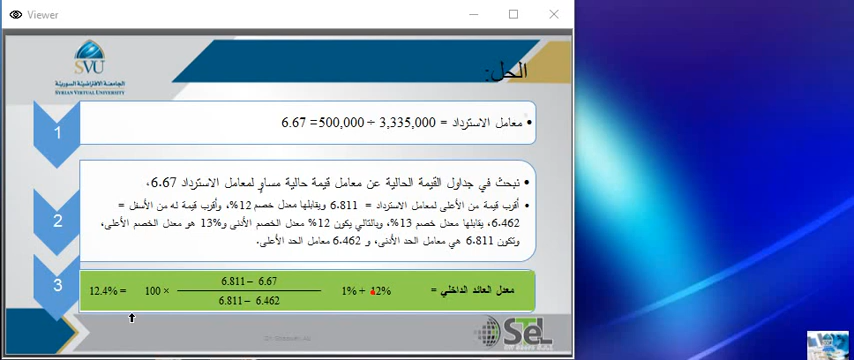 Viewer
SVU
الجامعة الافتراضية السورية
SYRIAN VIRTUAL UNIVERSITY
الحل:
1
• معامل الاسترداد = 3,335,000 ÷ 500,000= 6.67
2
• نبحث في جداول القيمة الحالية عن معامل قيمة حالية مساوٍ لمعامل الاسترداد 6.67،
• أقرب قيمة من الأعلى لمعامل الاسترداد = 6.811 ويقابلها معدل خصم 12%، وأقرب قيمة له من الأسفل =
6.462، يقابلها معدل خصم 13%، وبالتالي يكون 12% معدل الخصم الأدنى و13% هو معدل الخصم الأعلى،
وتكون 6.811 هي معامل الحد الأدنى، و 6.462 معامل الحد الأعلى.
3
معدل العائد الداخلي = 12% + 1% 6.811 – 6.67 / 6.811 – 6.462 × 100 = 12.4%